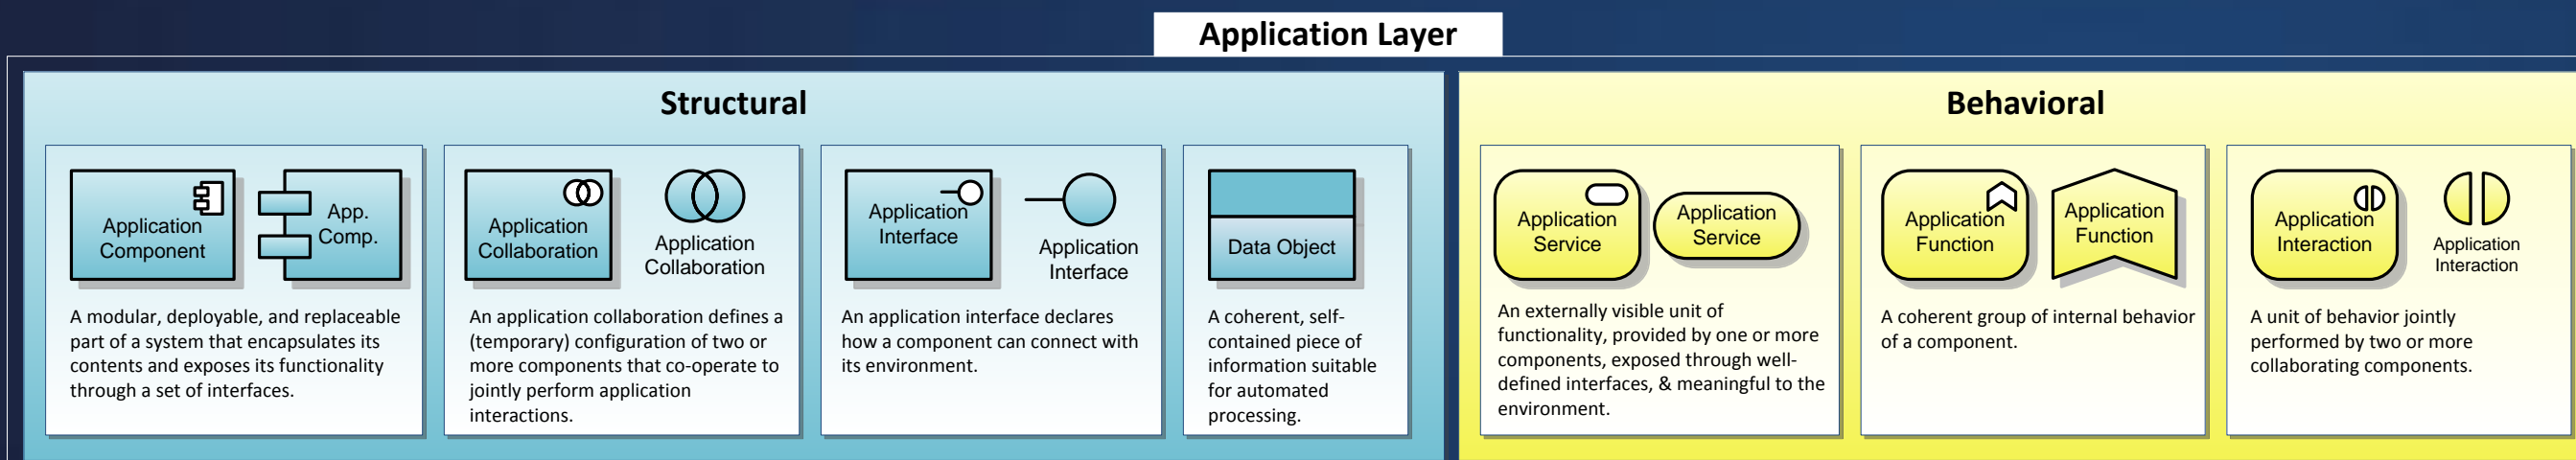 Application Layer
Structural
Application
Component
App.
Comp.
A modular, deployable, and replaceable
part of a system that encapsulates its
contents and exposes its functionality
through a set of interfaces.
Application
Collaboration
Application
Collaboration
An application collaboration defines a
(temporary) configuration of two or
more components that co-operate to
jointly perform application
interactions.
Application
Interface
Application
Interface
An application interface declares
how a component can connect with
its environment.
Data Object
A coherent, self-
contained piece of
information suitable
for automated
processing.
Behavioral
Application
Service
Application
Service
An externally visible unit of
functionality, provided by one or more
components, exposed through well-
defined interfaces, & meaningful to the
environment.
Application
Function
Application
Function
A coherent group of internal behavior
of a component.
Application
Interaction
Application
Interaction
A unit of behavior jointly
performed by two or more
collaborating components.